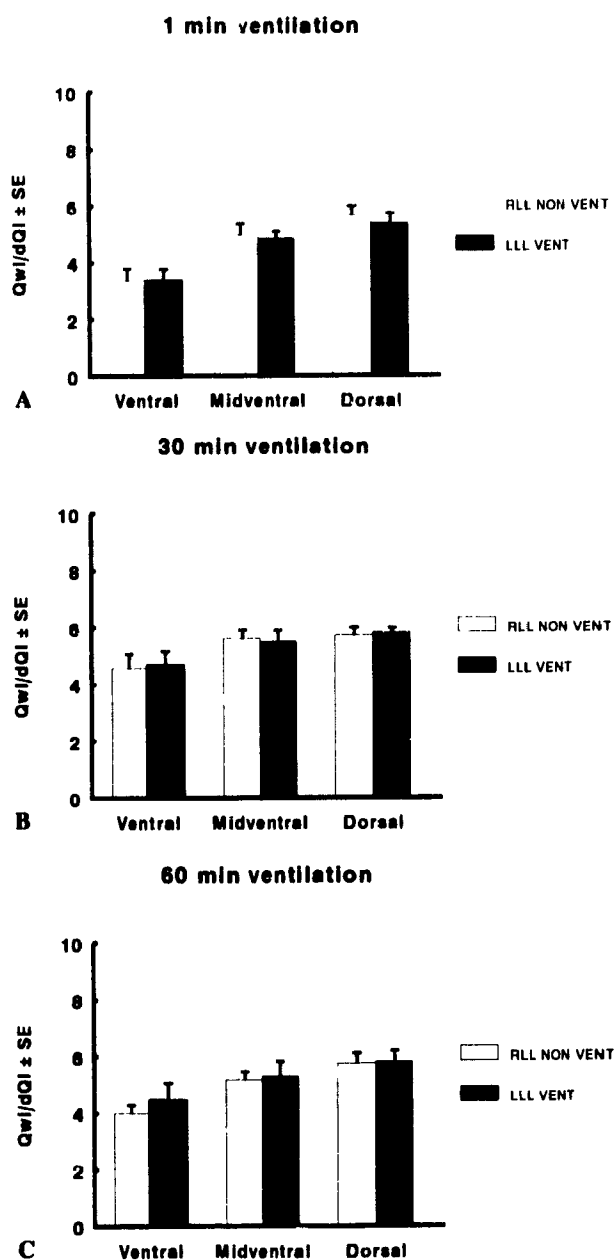 1 min ventilation
10
8
6
4
2
0
Qwl/dQl ± SE
RLL NON VENT
LLL VENT
Ventral Midventral Dorsal
A
30 min ventilation
10
8
6
4
2
0
Qwl/dQl ± SE
RLL NON VENT
LLL VENT
Ventral Midventral Dorsal
B
60 min ventilation
10
8
6
4
2
0
Qwl/dQl ± SE
RLL NON VENT
LLL VENT
Ventral Midventral Dorsal
C